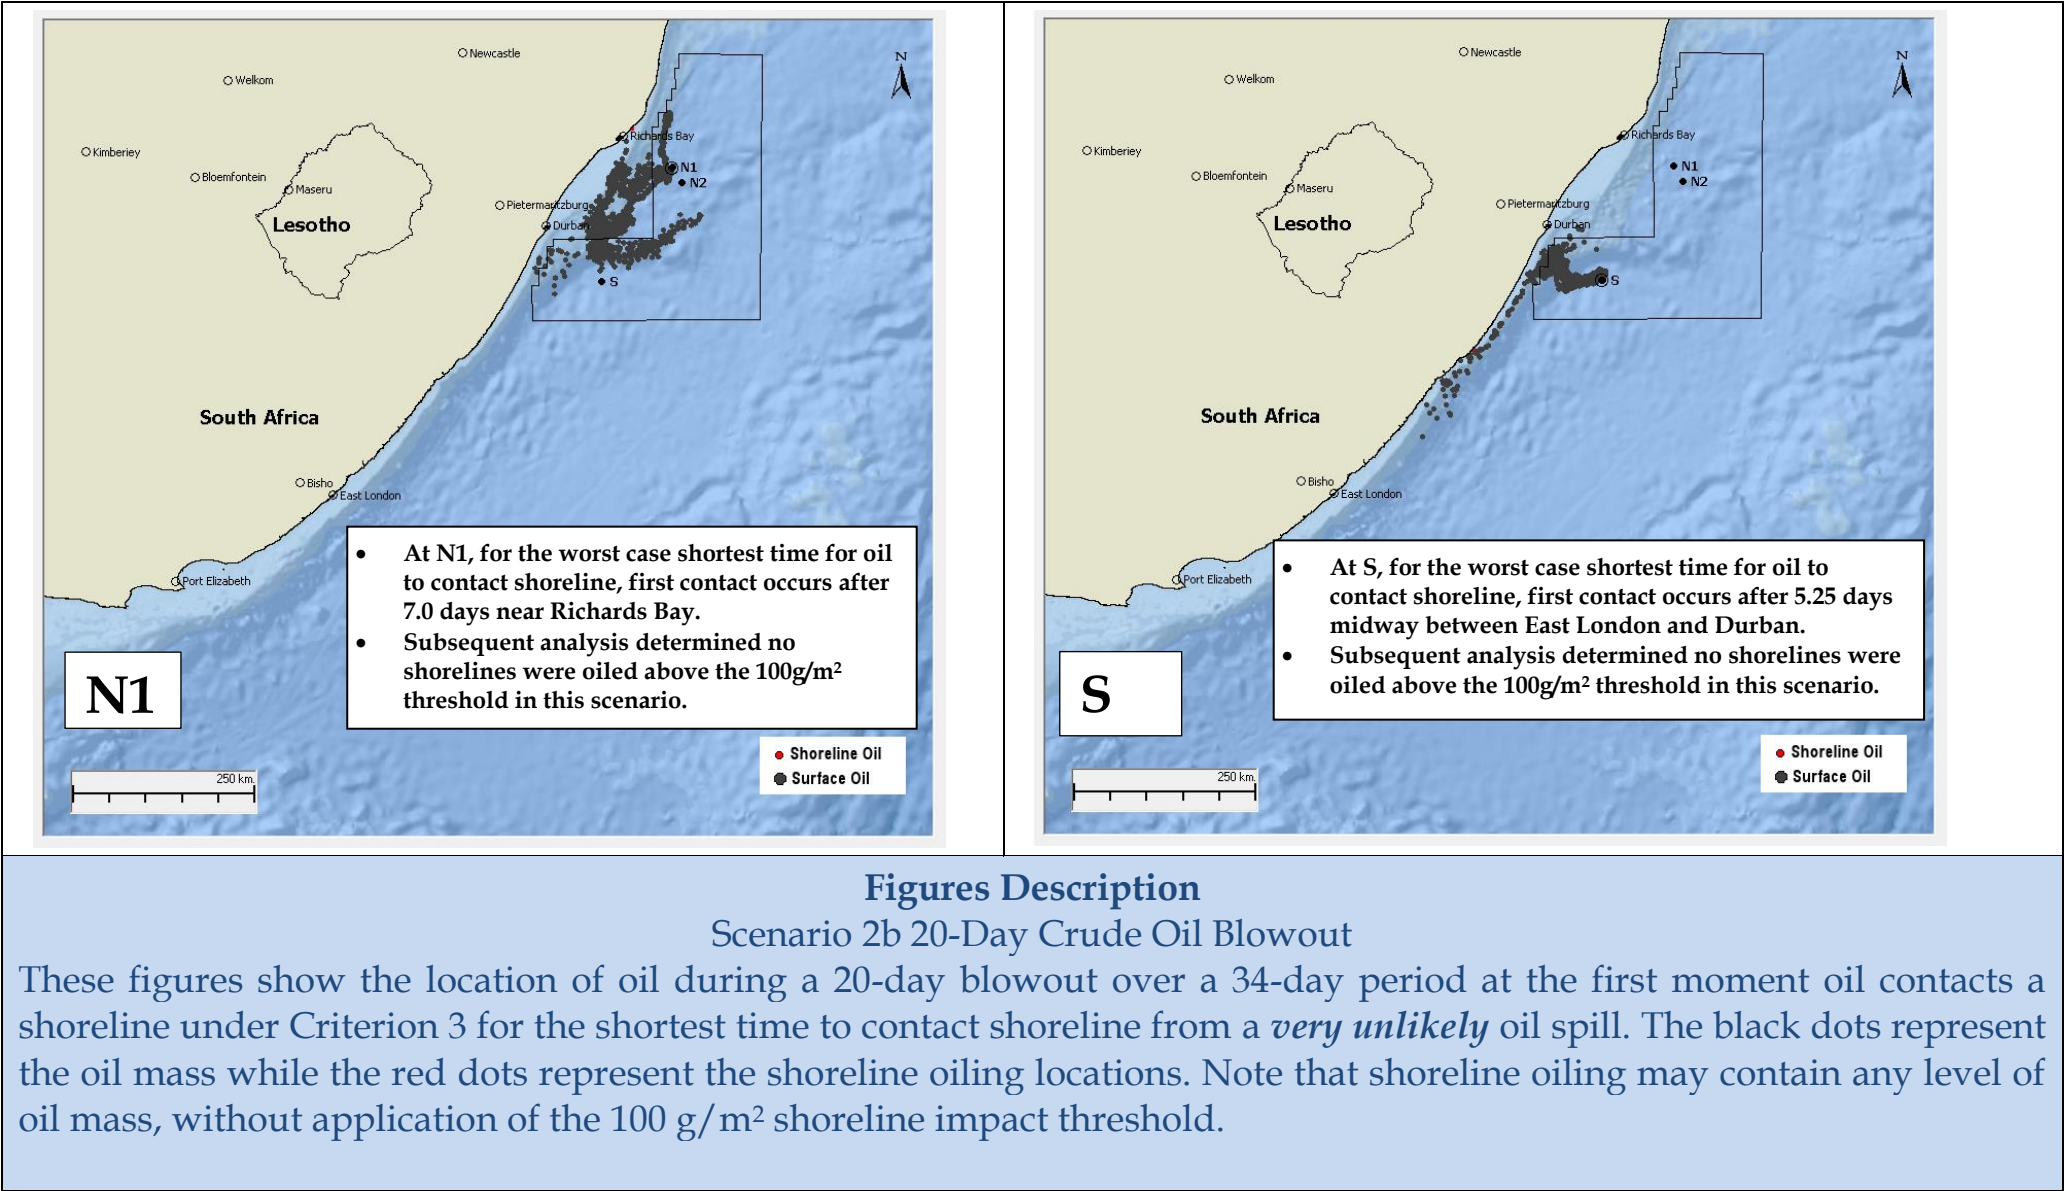 N
Newcastle
Welkom
Richards Bay
Kimberley
N1
Bloemfontein
N2
Maseru
Pietermaritzburg
Lesotho
Durban
S
South Africa
Bisho
East London
Port Elizabeth
• At N1, for the worst case shortest time for oil
to contact shoreline, first contact occurs after
7.0 days near Richards Bay.
• Subsequent analysis determined no
shorelines were oiled above the 100g/m²
threshold in this scenario.
N1
Shoreline Oil
Surface Oil
250 km.
N
Newcastle
Welkom
Richards Bay
Kimberley
N1
Bloemfontein
N2
Maseru
Pietermaritzburg
Lesotho
Durban
S
South Africa
Bisho
East London
Port Elizabeth
• At S, for the worst case shortest time for oil to
contact shoreline, first contact occurs after 5.25 days
midway between East London and Durban.
• Subsequent analysis determined no shorelines were
oiled above the 100g/m² threshold in this scenario.
S
Shoreline Oil
Surface Oil
250 km.
Figures Description
Scenario 2b 20-Day Crude Oil Blowout
These figures show the location of oil during a 20-day blowout over a 34-day period at the first moment oil contacts a
shoreline under Criterion 3 for the shortest time to contact shoreline from a very unlikely oil spill. The black dots represent
the oil mass while the red dots represent the shoreline oiling locations. Note that shoreline oiling may contain any level of
oil mass, without application of the 100 g/m² shoreline impact threshold.